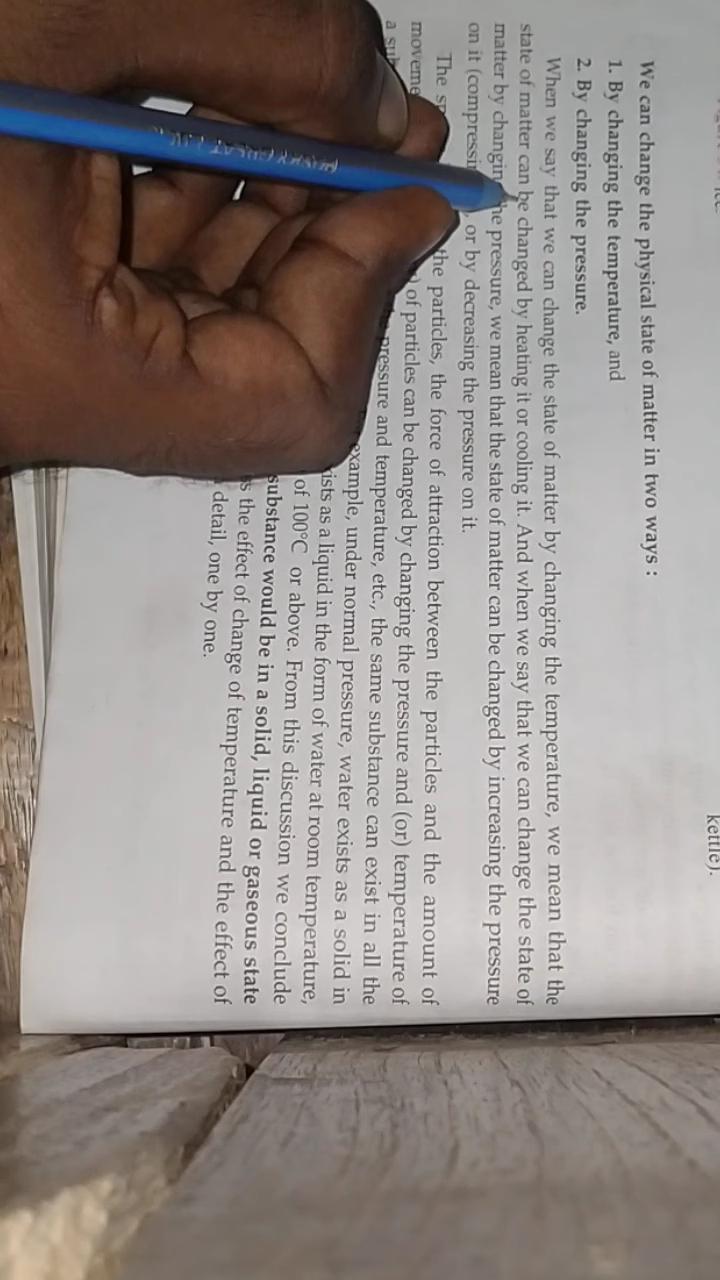 kettle).
We can change the physical state of matter in two ways :
1. By changing the temperature, and
2. By changing the pressure.
When we say that we can change the state of matter by changing the temperature, we mean that the
state of matter can be changed by heating it or cooling it. And when we say that we can change the state of
matter by changin he pressure, we mean that the state of matter can be changed by increasing the pressure
on it (compressin or by decreasing the pressure on it.
The sp the particles, the force of attraction between the particles and the amount of
moveme of particles can be changed by changing the pressure and (or) temperature of
a pressure and temperature, etc., the same substance can exist in all the
example, under normal pressure, water exists as a solid in
ists as a liquid in the form of water at room temperature,
of 100°C or above. From this discussion we conclude
substance would be in a solid, liquid or gaseous state
the effect of change of temperature and the effect of
detail, one by one.